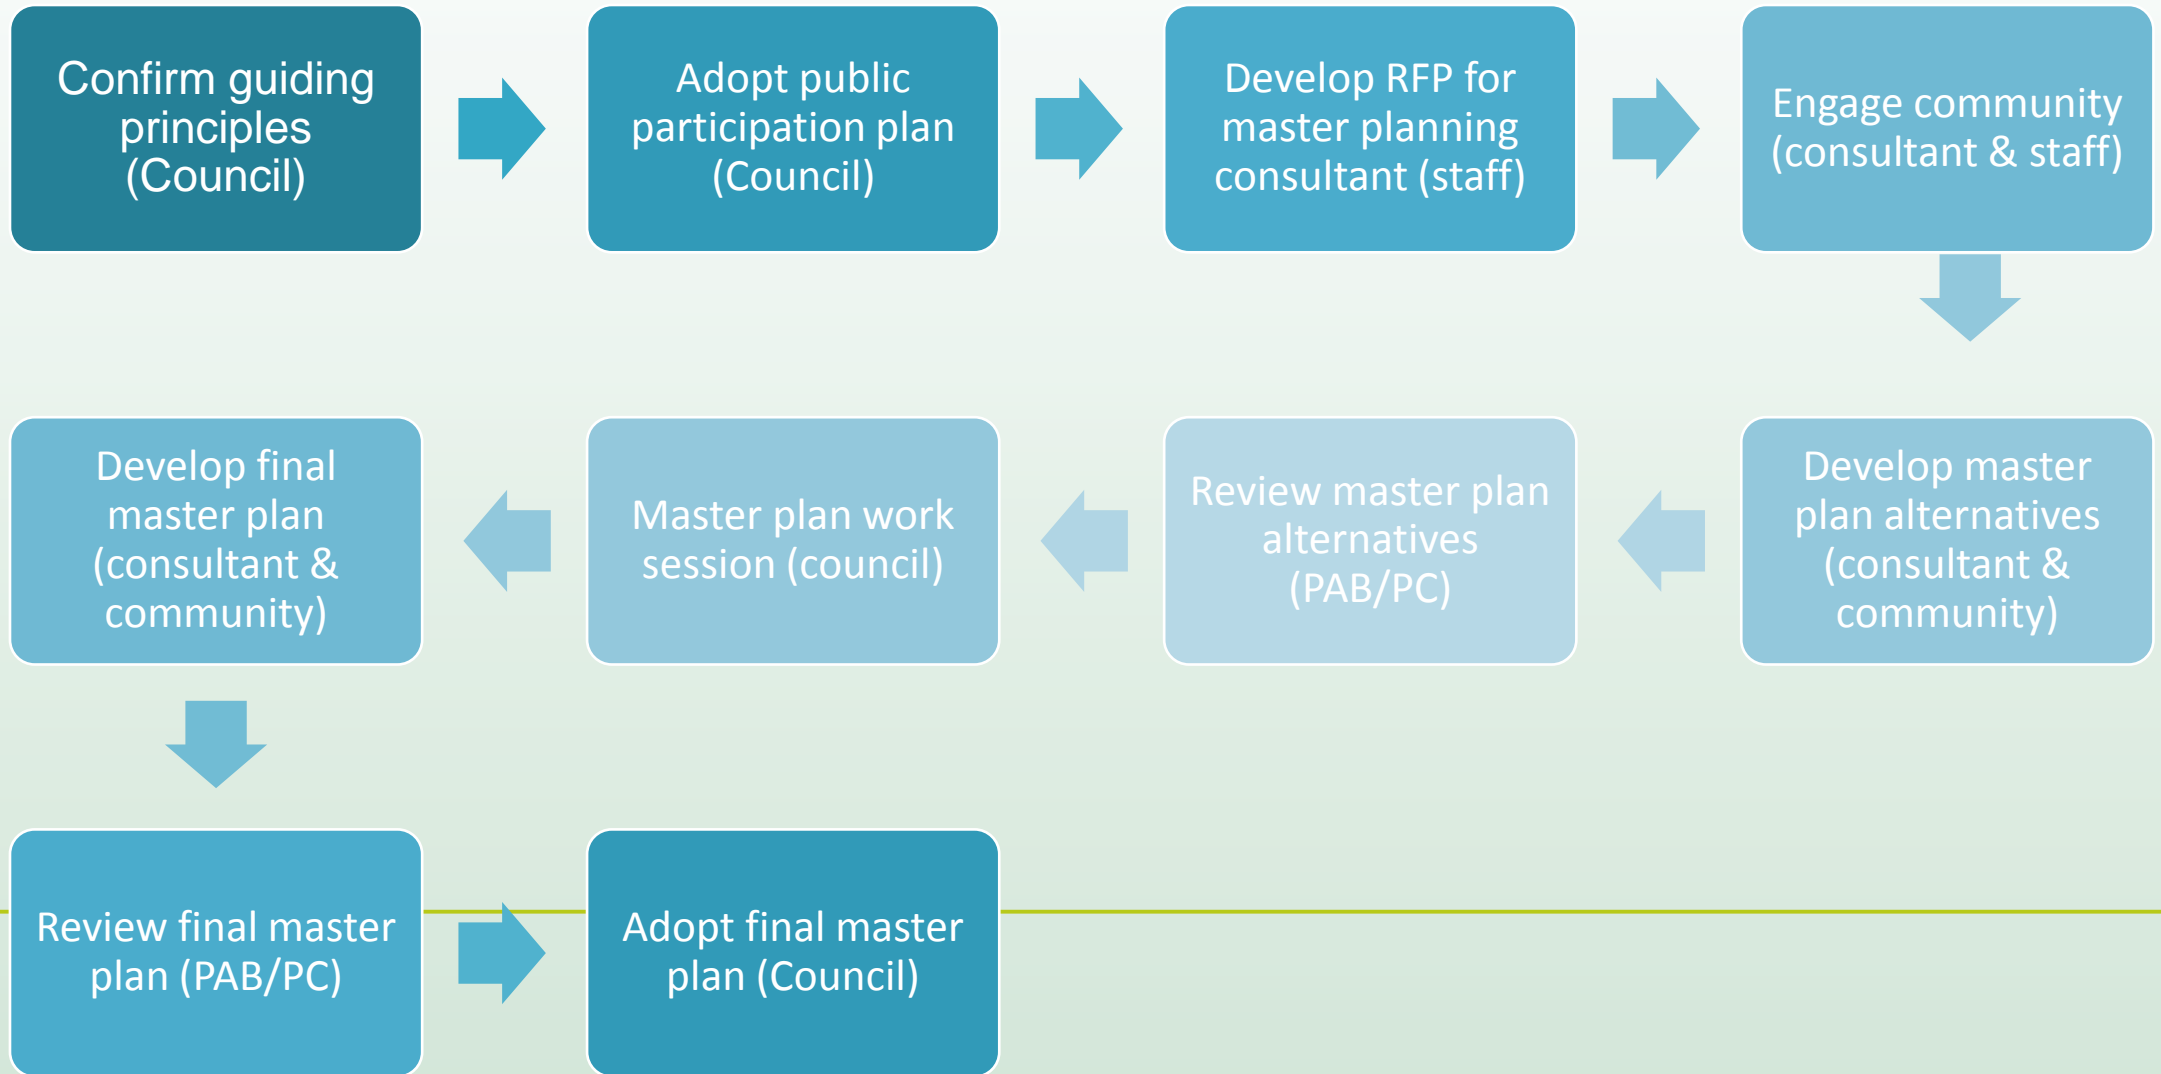 Confirm guiding
principles
(Council)
Adopt public
participation plan
(Council)
Develop RFP for
master planning
consultant (staff)
Engage community
(consultant & staff)
Develop master
plan alternatives
(consultant &
community)
Review master plan
alternatives
(PAB/PC)
Master plan work
session (council)
Develop final
master plan
(consultant &
community)
Review final master
plan (PAB/PC)
Adopt final master
plan (Council)